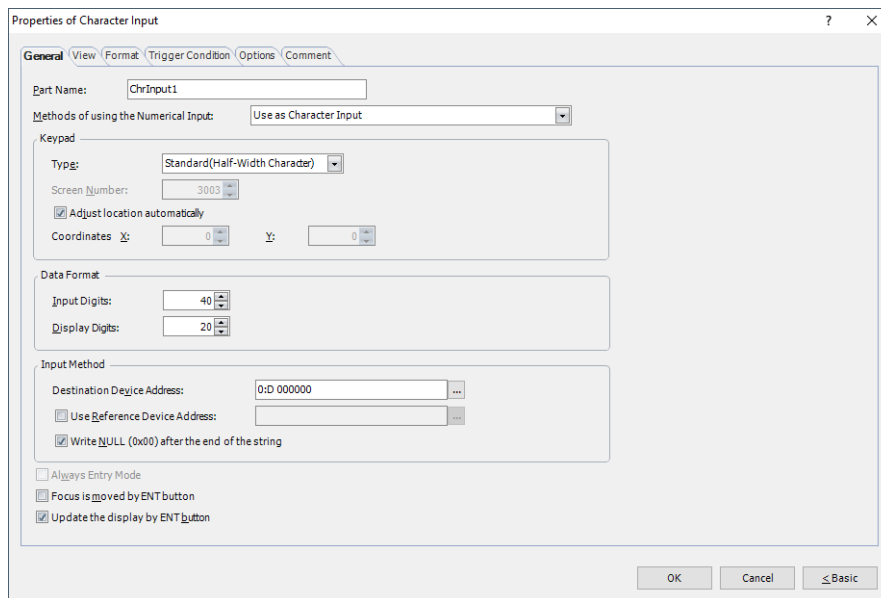 Properties of Character Input ? ×
General View Format Trigger Condition Options Comment
Part Name: ChrInput1
Methods of using the Numerical Input: Use as Character Input
Keypad
Type: Standard(Half-Width Character)
Screen Number: 3003
Adjust location automatically
Coordinates X: 0 Y: 0
Data Format
Input Digits: 40
Display Digits: 20
Input Method
Destination Device Address: 0:D 000000 ...
Use Reference Device Address: ...
Write NULL (0x00) after the end of the string
Always Entry Mode
Focus is moved by ENT button
Update the display by ENT button
OK Cancel < Basic